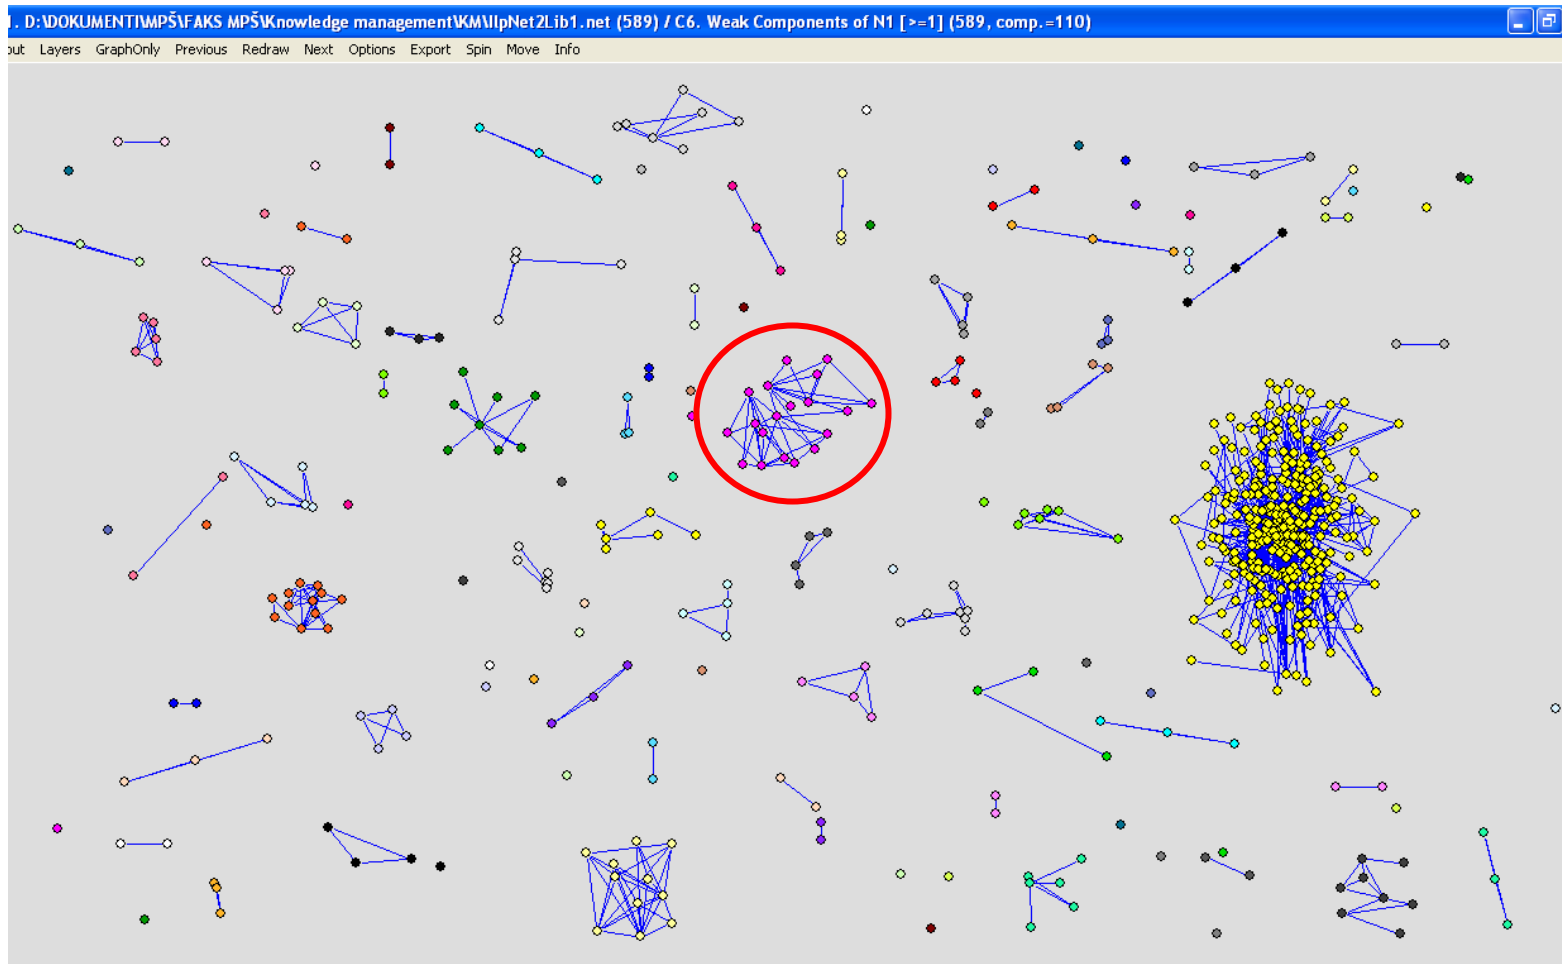 1. D:\DOKUMENTI\MPŠ\FAKS MPŠ\Knowledge management\KM\IlpNet2Lib1.net (589) / C6. Weak Components of N1 [>=1] (589, comp.=110)
out Layers GraphOnly Previous Redraw Next Options Export Spin Move Info